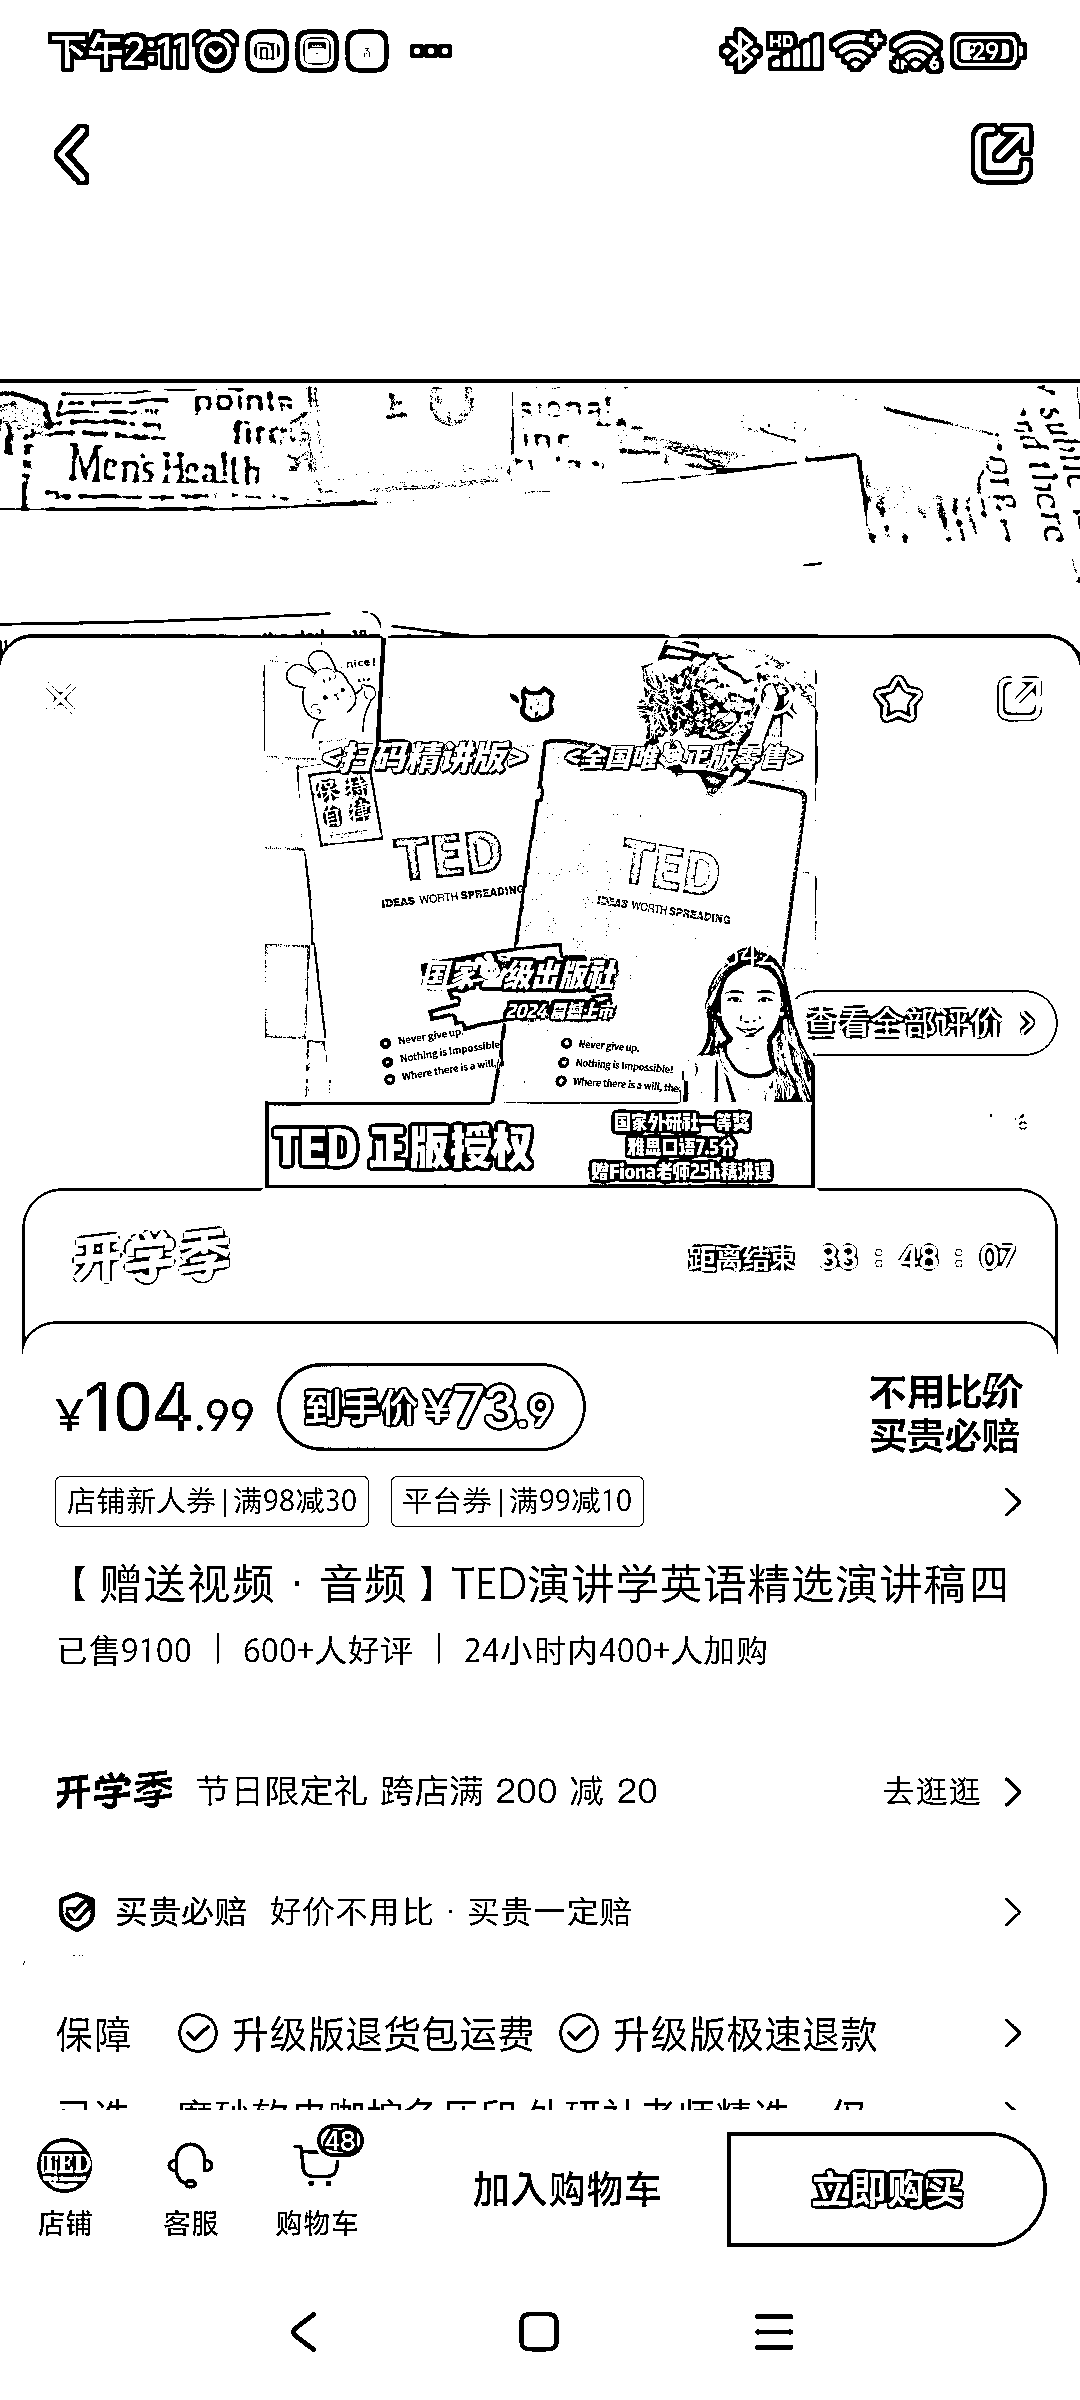 下午2:11
HD
29
points
first
Men's Health
sional
inc
subtl
rd there
nice!
<扫码精讲版>
<全国唯一正版零售>
保持
自律
TED
IDEAS WORTH SPREADING
TED
IDEAS WORTH SPREADING
国家级出版社
2024 最新上市
Never give up.
Nothing is Impossible
Where there is a will,
Never give up.
Nothing is Impossible!
Where there is a will, the
查看全部评价
TED 正版授权
国家外研社一等奖
雅思口语7.5分
赠Fiona老师25h精讲课
开学季
距离结束 33 : 48 : 07
¥104.99 到手价 ¥73.9
不用比价
买贵必赔
店铺新人券|满98减30 平台券|满99减10
【赠送视频·音频】TED演讲学英语精选演讲稿四
已售9100 | 600+人好评 | 24小时内400+人加购
开学季 节日限定礼 跨店满 200 减 20 去逛逛
买贵必赔 好价不用比·买贵一定赔
保障 升级版退货包运费 升级版极速退款
TED
48
店铺 客服 购物车
加入购物车
立即购买